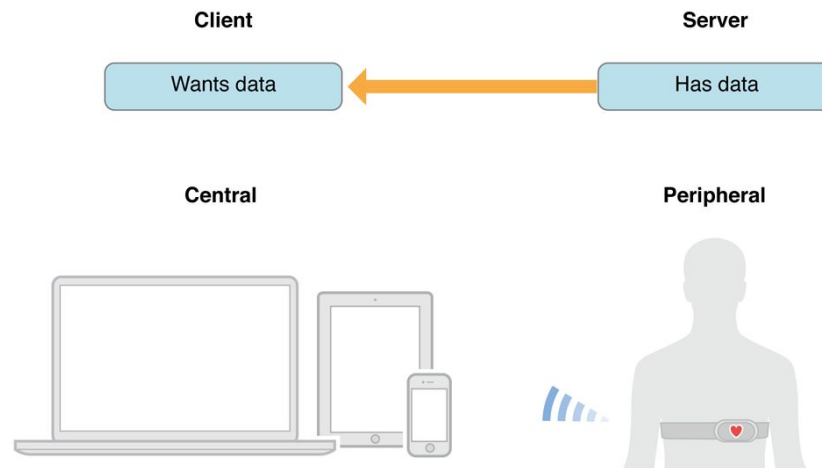 Client
Server
Wants data
Has data
Central
Peripheral